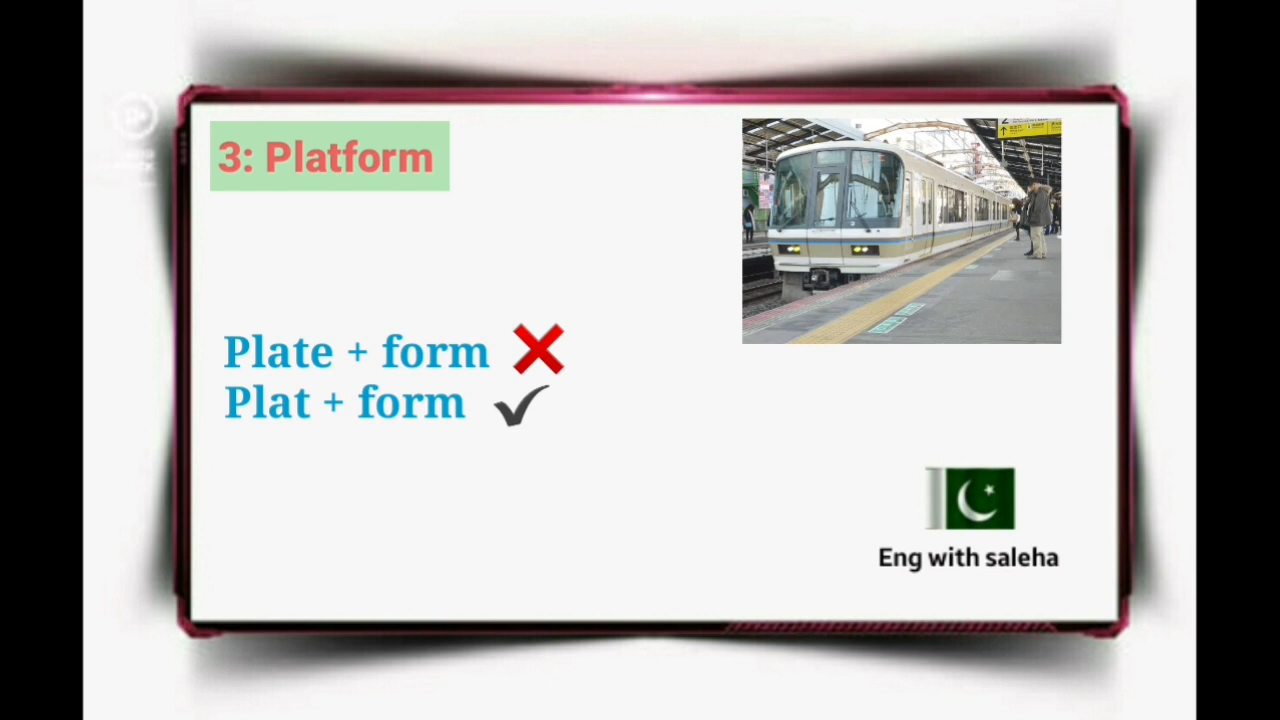 3: Platform
Plate + form ❌
Plat + form ✔
Eng with saleha